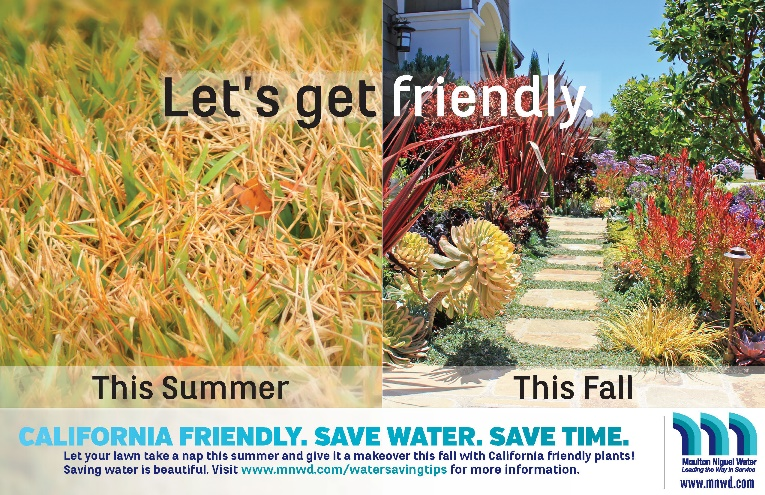 Let's get friendly.
This Summer
This Fall
CALIFORNIA FRIENDLY. SAVE WATER. SAVE TIME.
Let your lawn take a nap this summer and give it a makeover this fall with California friendly plants!
Saving water is beautiful. Visit www.mnwd.com/watersavingtips for more information.
Moulton Niguel Water
Leading the Way in Service
www.mnwd.com